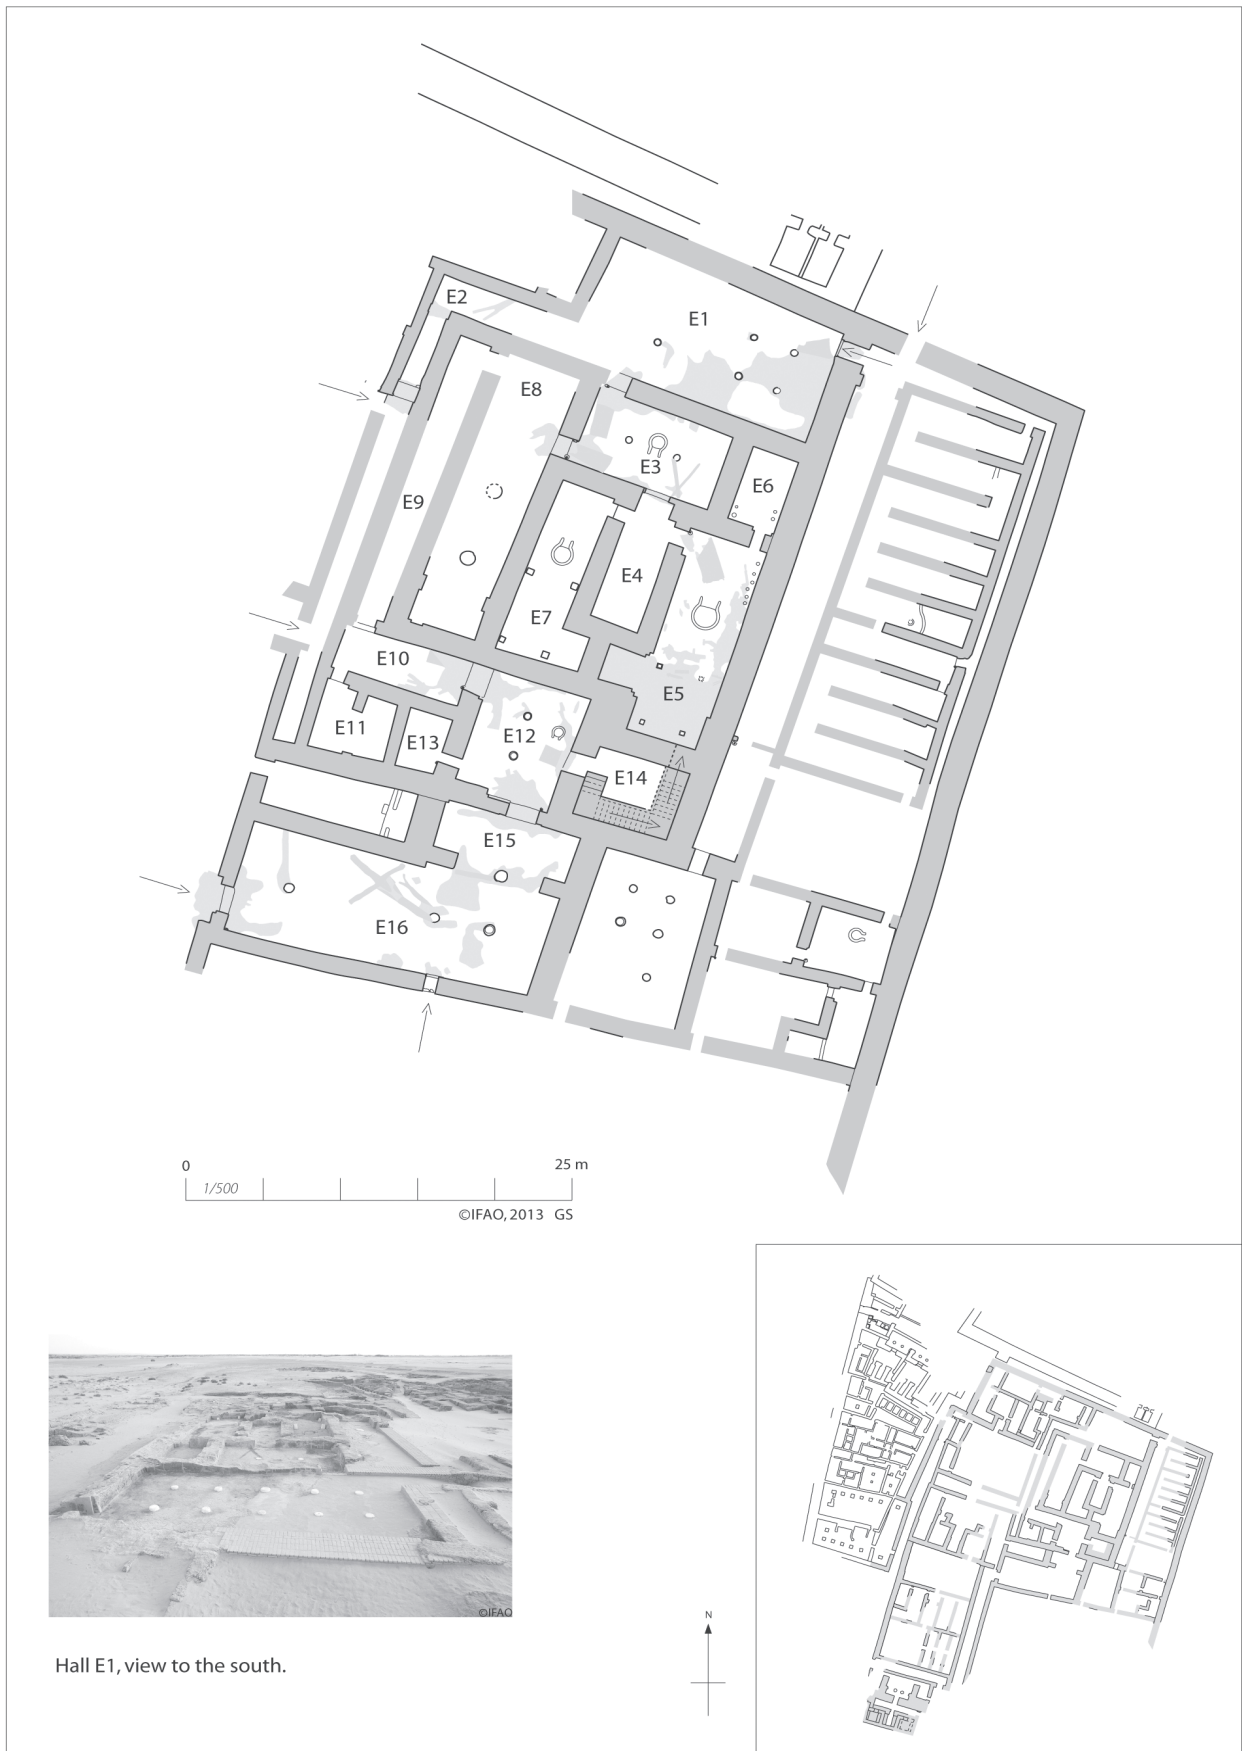 E2
E1
E8
E3
E6
E9
E4
E7
E10
E5
E11
E13
E12
E14
E15
E16
0
25 m
1/500
©IFAO, 2013 GS
©IFAO
N
Hall E1, view to the south.